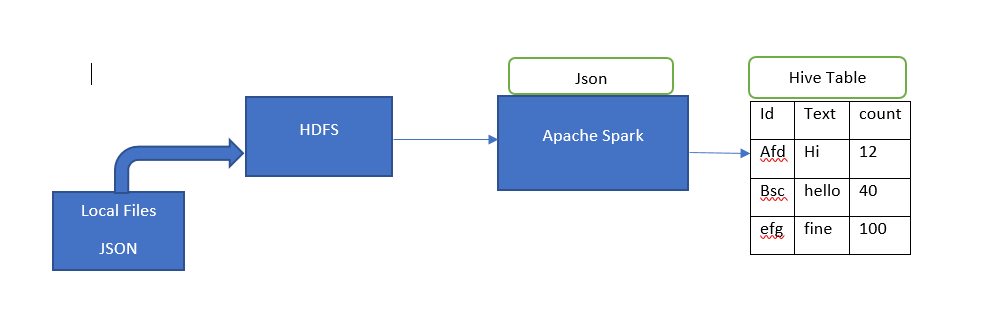 Local Files
JSON
HDFS
Json
Apache Spark
Hive Table
Id Text count
Afd Hi 12
Bsc hello 40
efg fine 100